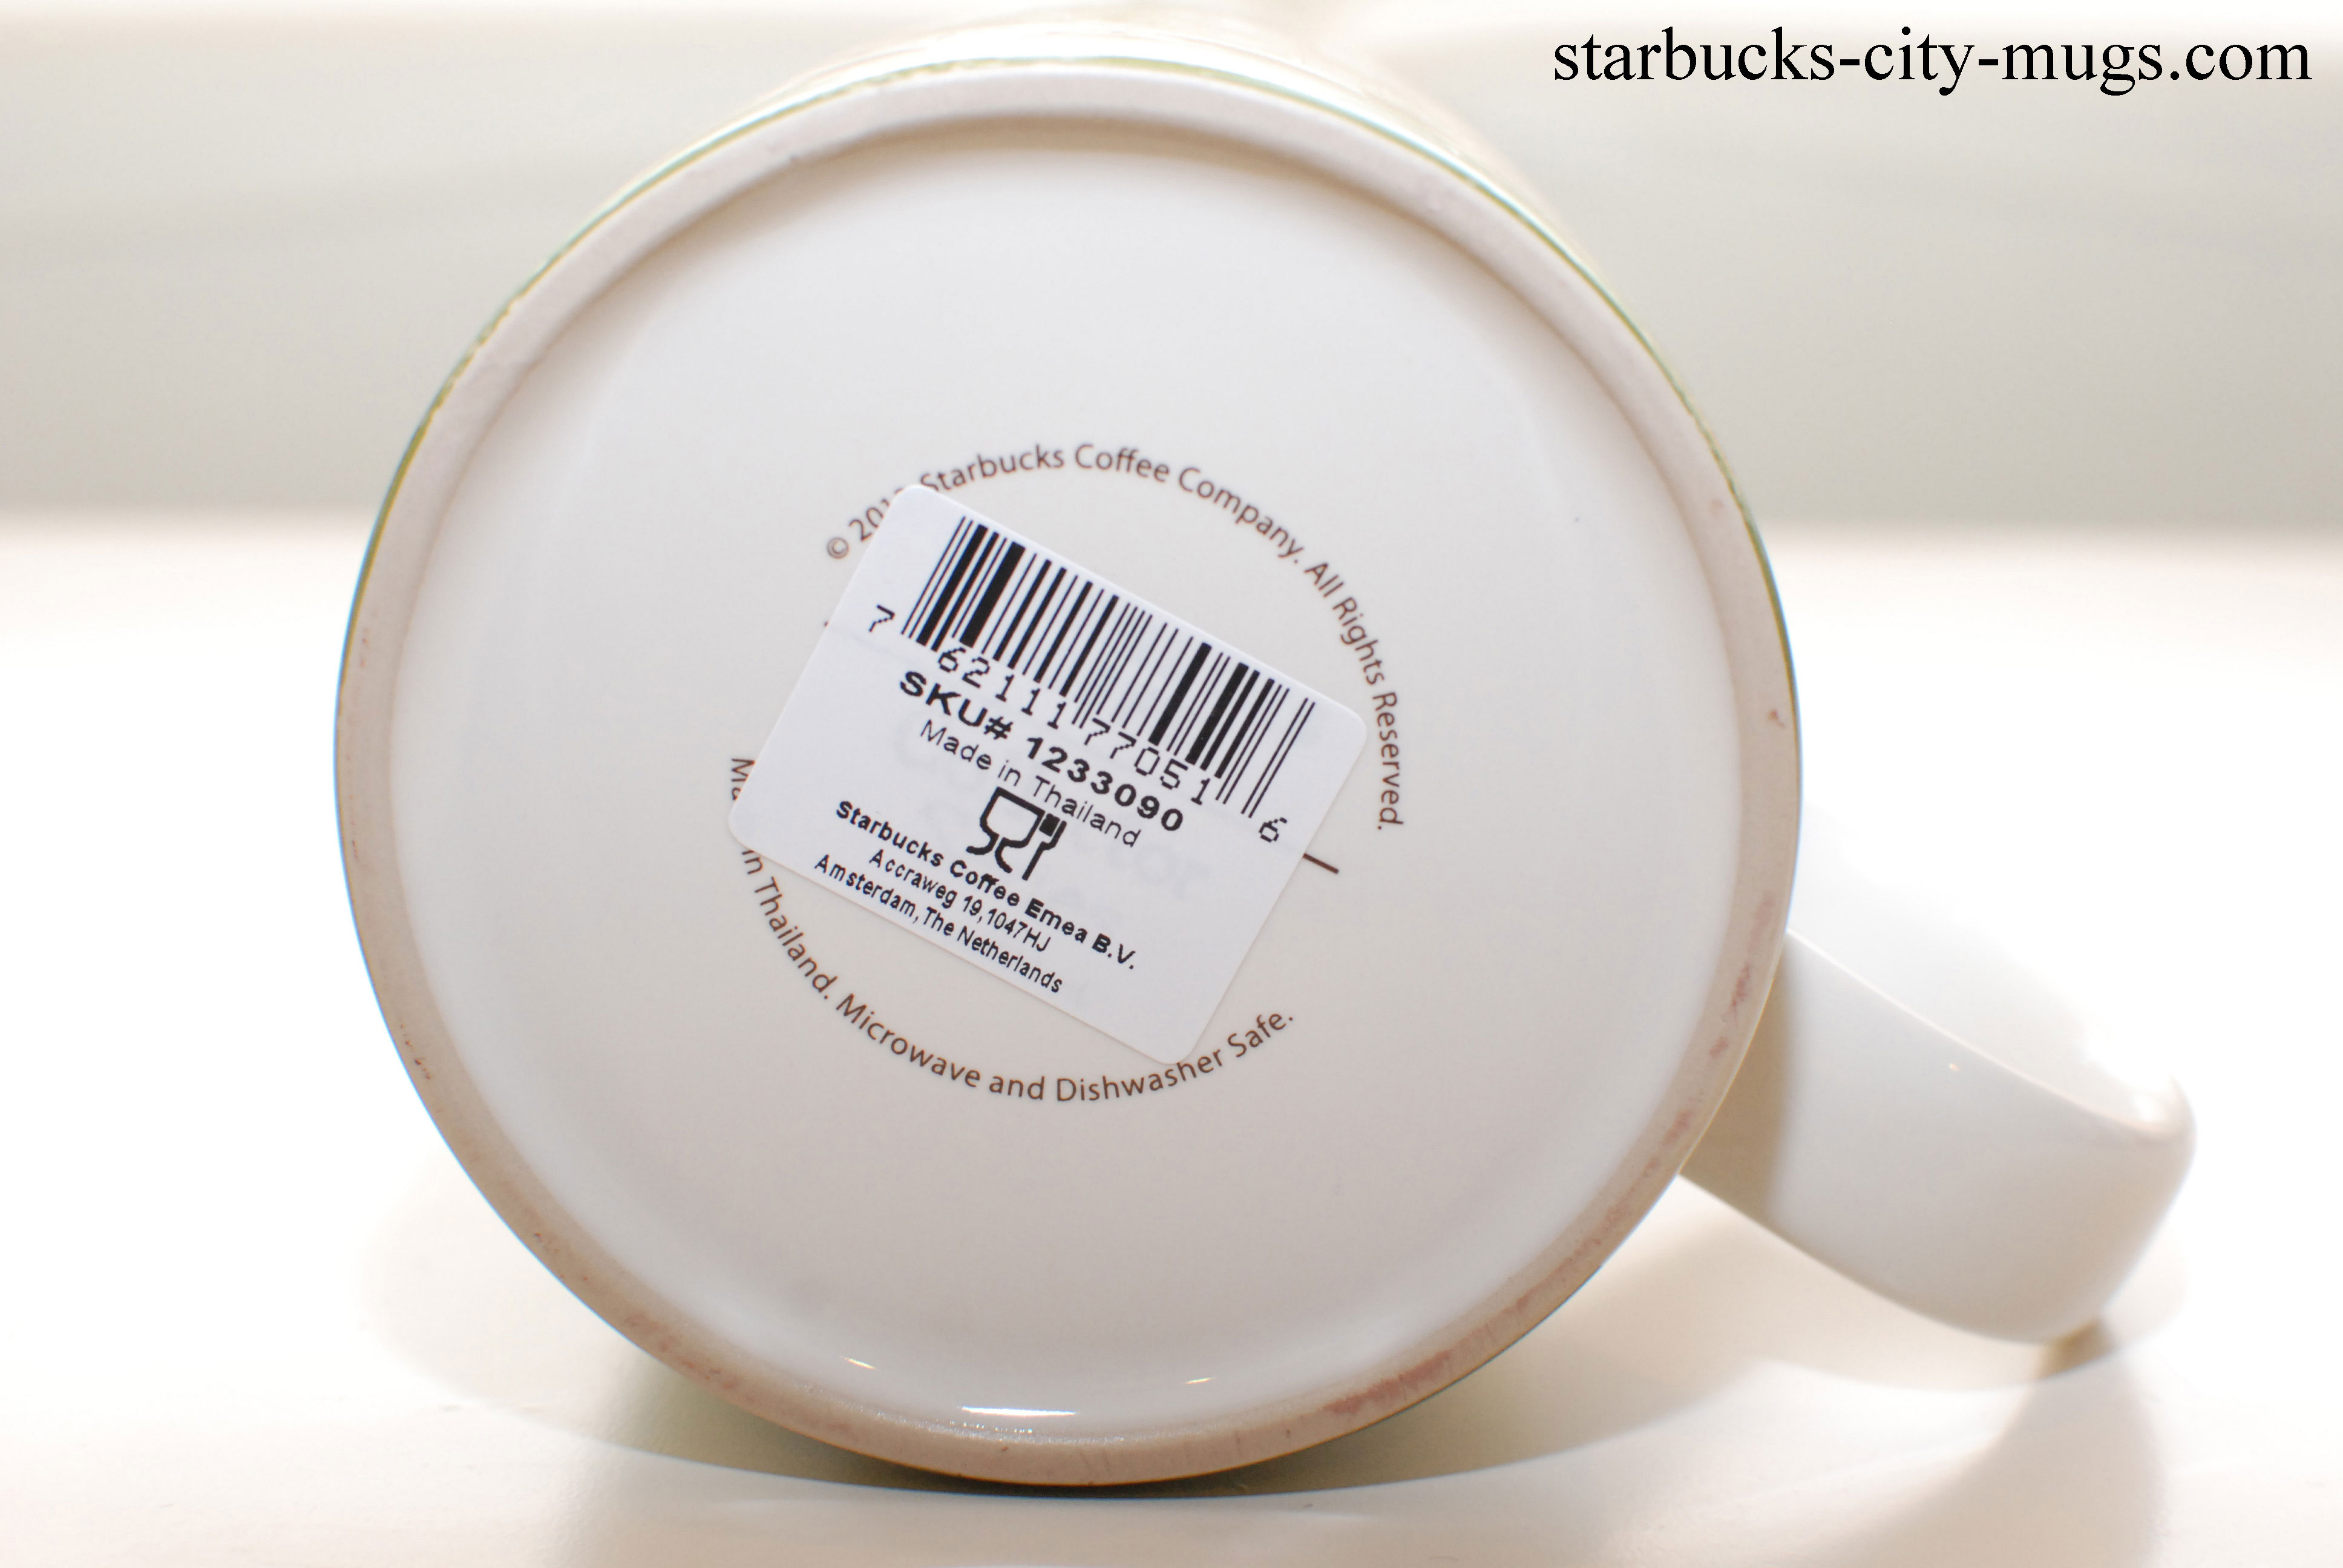 starbucks-city-mugs.com
© Starbucks Coffee Company. All Rights Reserved.
7 62111 77051 6
SKU# 1233090
Made in Thailand
Starbucks Coffee Emea B.V.
Accraweg 19,1047HJ
Amsterdam, The Netherlands
in Thailand. Microwave and Dishwasher Safe.